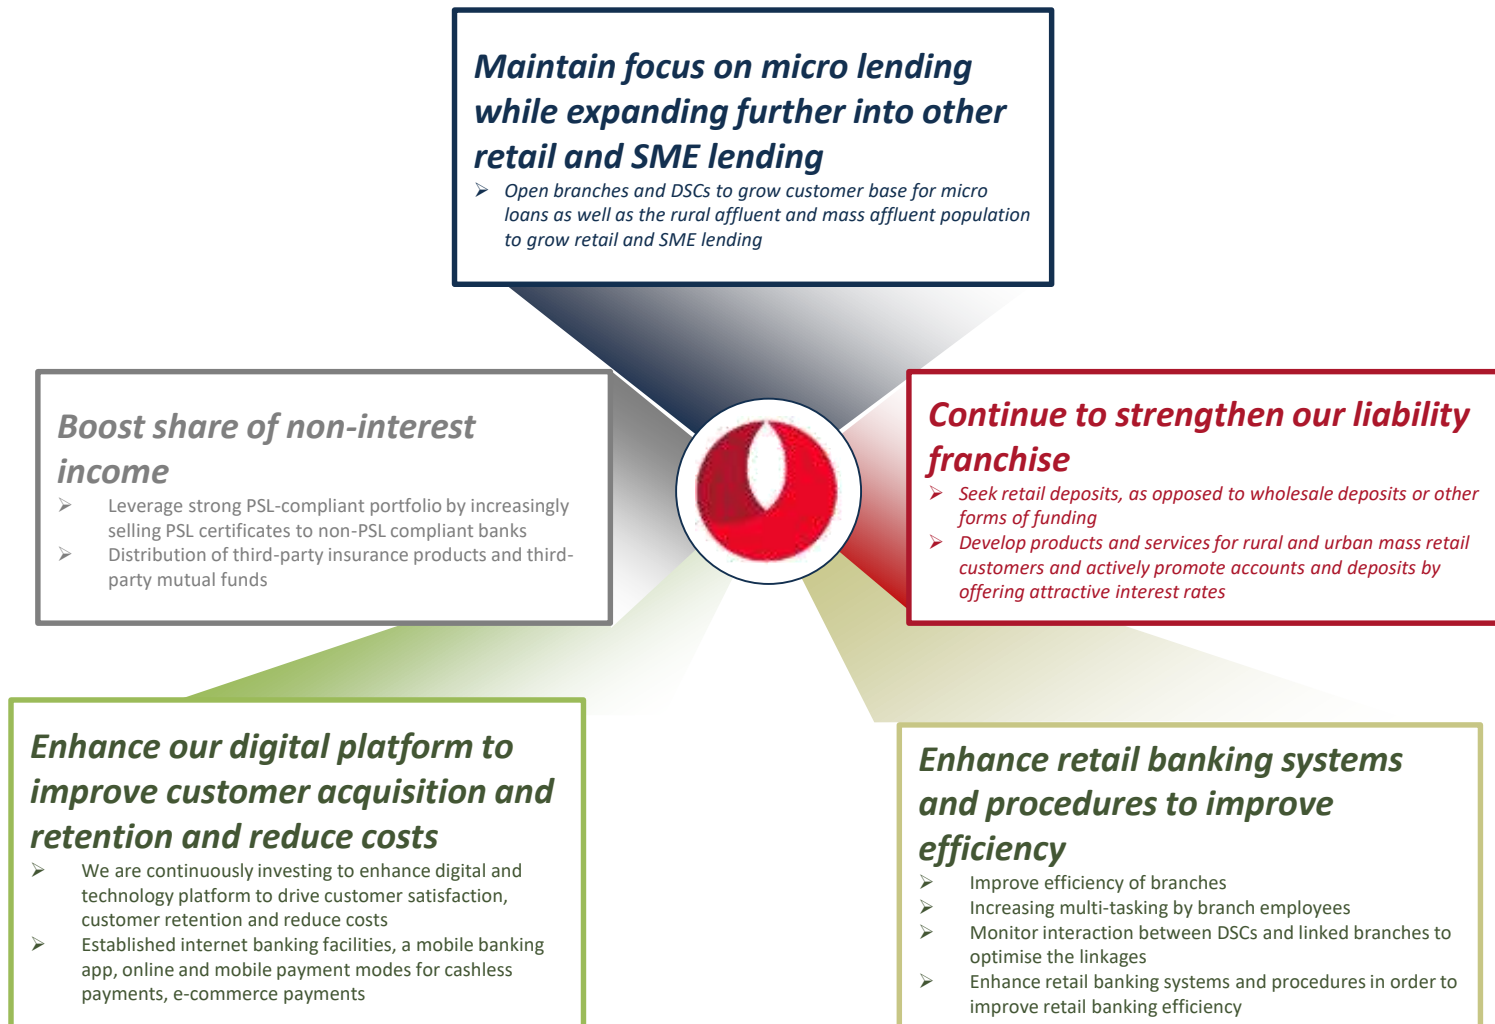 Maintain focus on micro lending
while expanding further into other
retail and SME lending
➢ Open branches and DSCs to grow customer base for micro
loans as well as the rural affluent and mass affluent population
to grow retail and SME lending
Boost share of non-interest
income
➢ Leverage strong PSL-compliant portfolio by increasingly
selling PSL certificates to non-PSL compliant banks
➢ Distribution of third-party insurance products and third-
party mutual funds
Continue to strengthen our liability
franchise
➢ Seek retail deposits, as opposed to wholesale deposits or other
forms of funding
➢ Develop products and services for rural and urban mass retail
customers and actively promote accounts and deposits by
offering attractive interest rates
Enhance our digital platform to
improve customer acquisition and
retention and reduce costs
➢ We are continuously investing to enhance digital and
technology platform to drive customer satisfaction,
customer retention and reduce costs
➢ Established internet banking facilities, a mobile banking
app, online and mobile payment modes for cashless
payments, e-commerce payments
Enhance retail banking systems
and procedures to improve
efficiency
➢ Improve efficiency of branches
➢ Increasing multi-tasking by branch employees
➢ Monitor interaction between DSCs and linked branches to
optimise the linkages
➢ Enhance retail banking systems and procedures in order to
improve retail banking efficiency